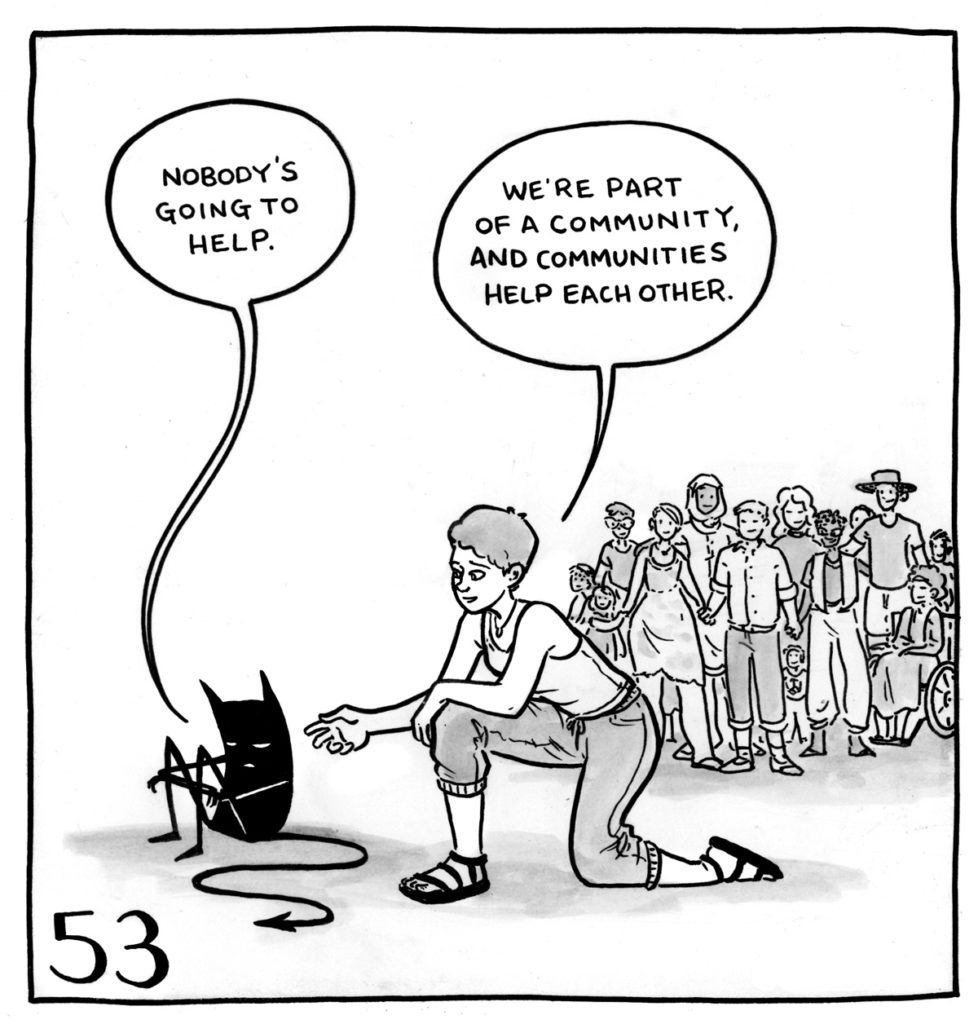 NOBODY'S
GOING TO
HELP.
WE'RE PART
OF A COMMUNITY,
AND COMMUNITIES
HELP EACH OTHER.
53